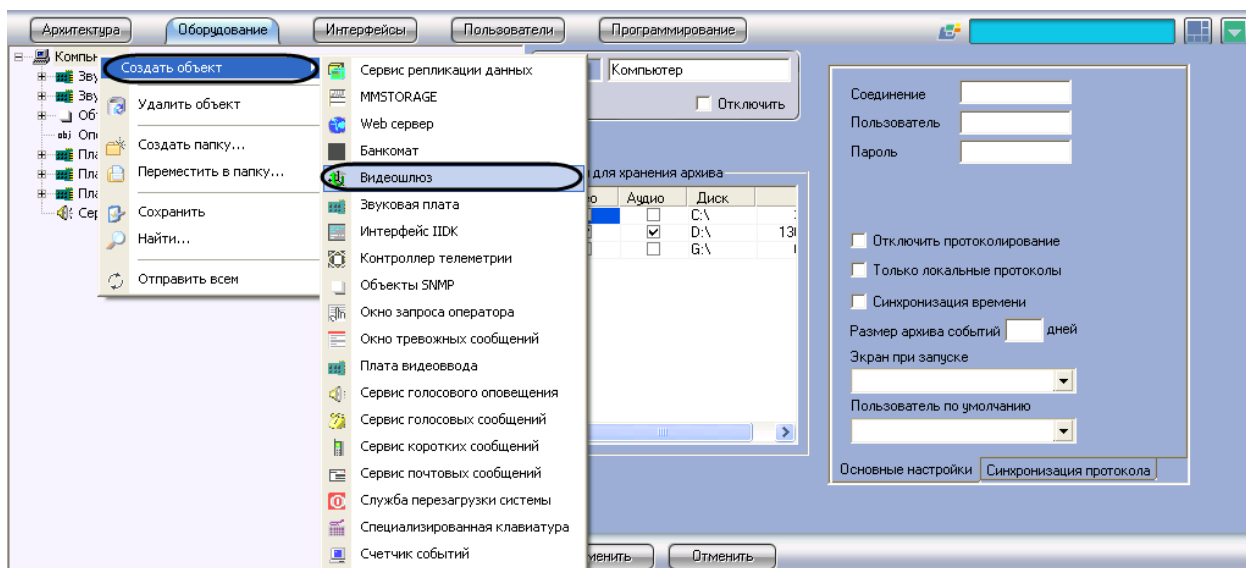 Архитектура Оборудование Интерфейсы Пользователи Программирование
Создать объект
Удалить объект
Создать папку...
Переместить в папку...
Сохранить
Найти...
Отправить всем
Сервис репликации данных
MMSTORAGE
Web сервер
Банкомат
Видеошлюз
Звуковая плата
Интерфейс IIDK
Контроллер телеметрии
Объекты SNMP
Окно запроса оператора
Окно тревожных сообщений
Плата видеоввода
Сервис голосового оповещения
Сервис голосовых сообщений
Сервис коротких сообщений
Сервис почтовых сообщений
Служба перезагрузки системы
Специализированная клавиатура
Счетчик событий
Компьютер
Отключить
для хранения архива
Аудио Диск
C:\
D:\
G:\
Отменить
Соединение
Пользователь
Пароль
Отключить протоколирование
Только локальные протоколы
Синхронизация времени
Размер архива событий дней
Экран при запуске
Пользователь по умолчанию
Основные настройки Синхронизация протокола